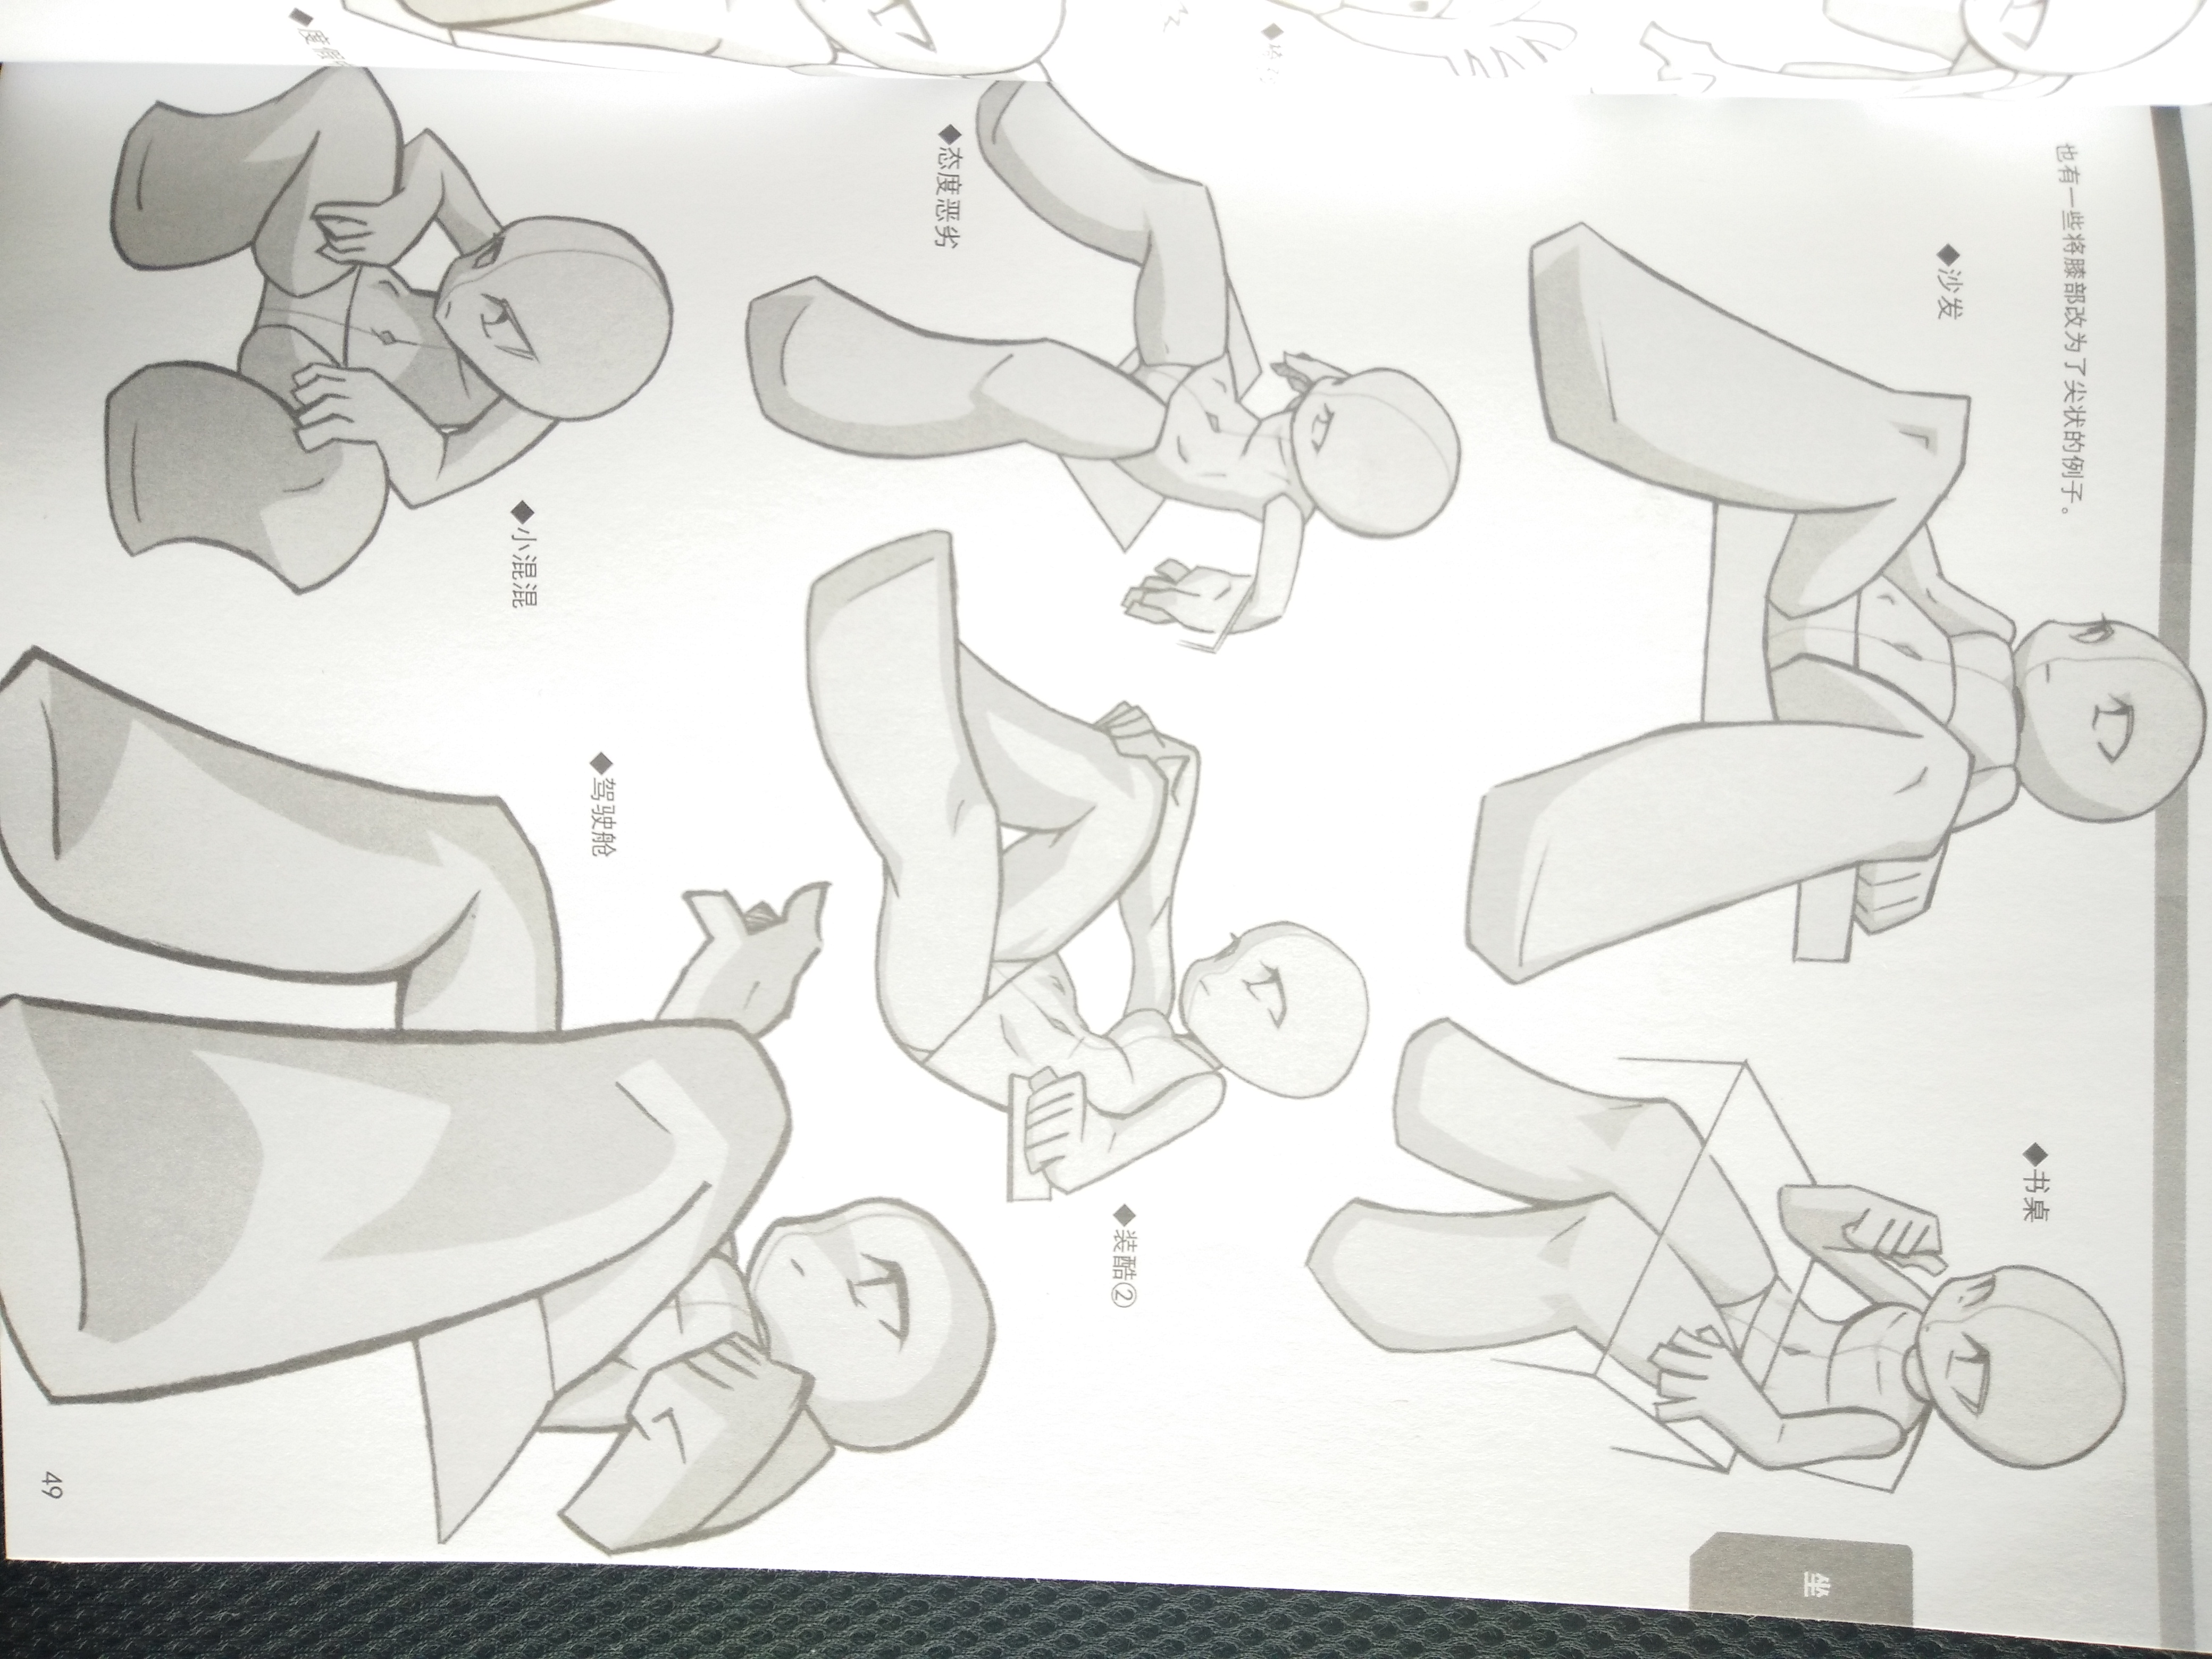 也有一些将膝部改为了尖状的例子。
◆沙发
◆书桌
◆态度恶劣
◆装酷②
◆小混混
◆驾驶舱
坐
49